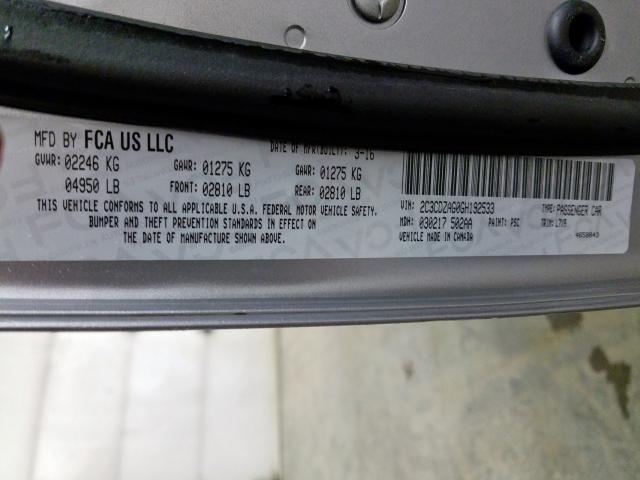 MFD BY FCA US LLC
DATE OF MFR 3-16
GVWR: 02246 KG GAWR: 01275 KG GAWR: 01275 KG
04950 LB FRONT: 02810 LB REAR: 02810 LB
THIS VEHICLE CONFORMS TO ALL APPLICABLE U.S.A. FEDERAL MOTOR VEHICLE SAFETY,
BUMPER AND THEFT PREVENTION STANDARDS IN EFFECT ON
THE DATE OF MANUFACTURE SHOWN ABOVE.
VIN: 2C3CDZAG0GH192533 TYPE: PASSENGER CAR
MDH: 030217 502AA PAINT: PSC TRIM: L7X9
VEHICLE MADE IN CANADA 4650843